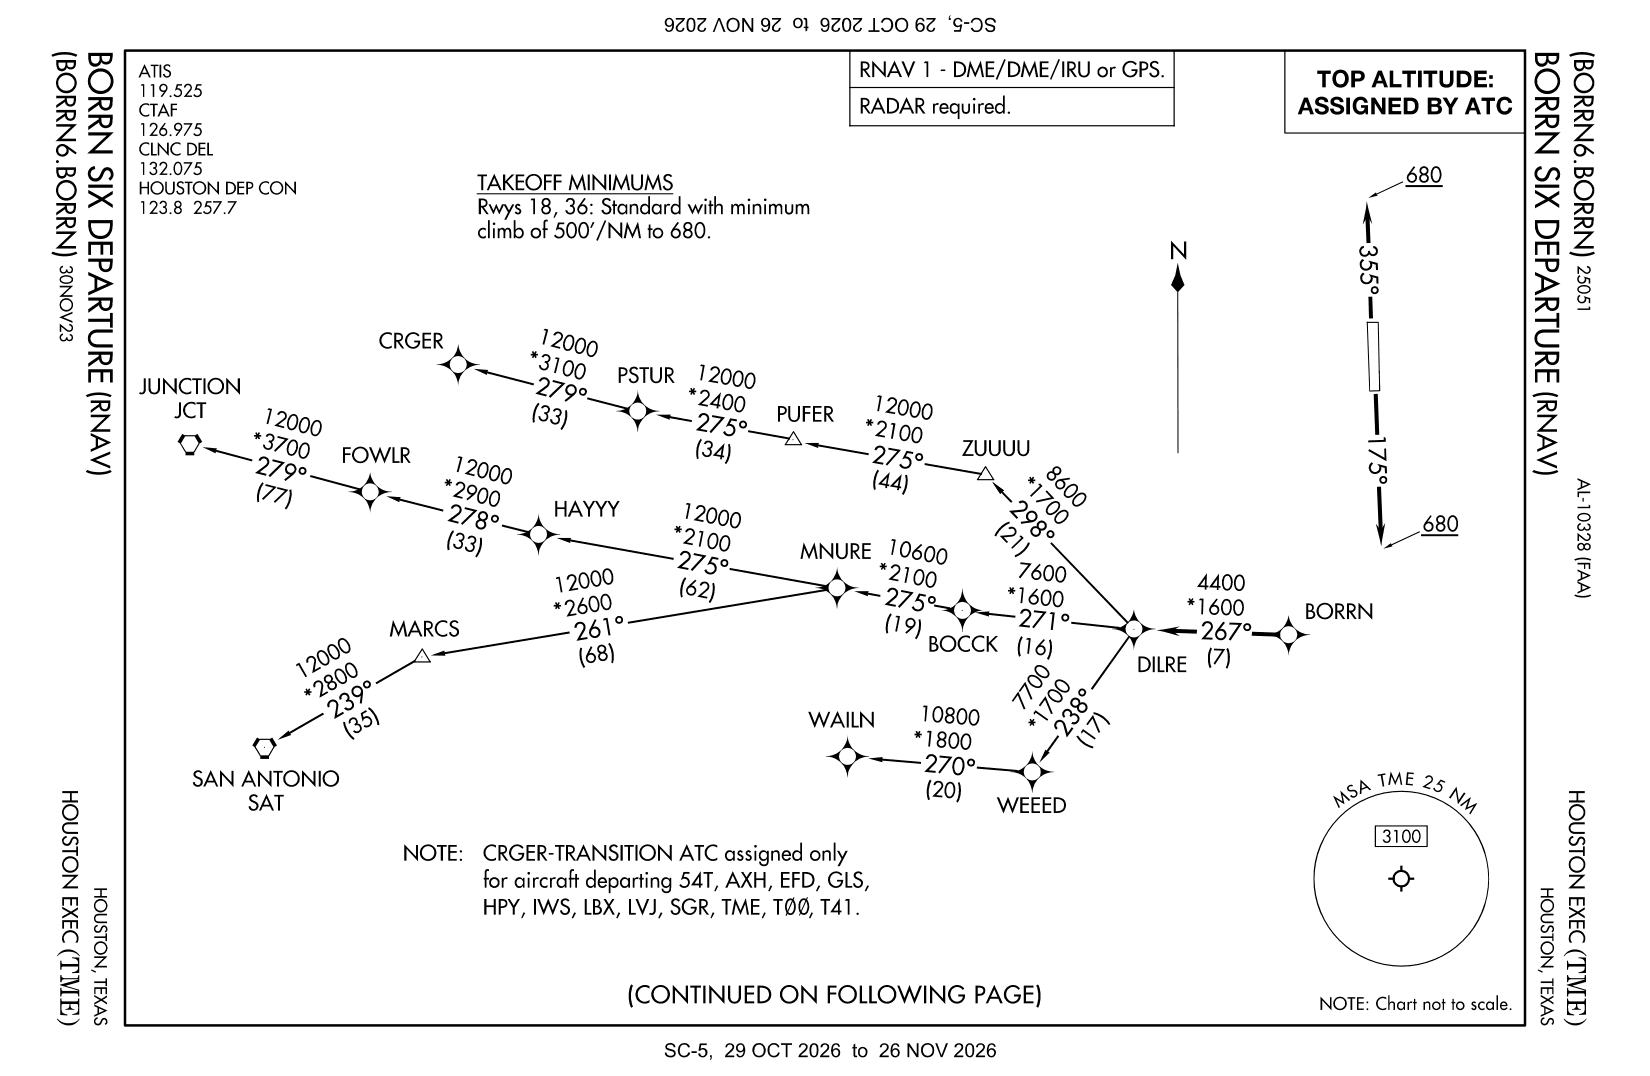 SC-5, 29 OCT 2026 to 26 NOV 2026
(BORRN6.BORRN) 30NOV23
BORRN SIX DEPARTURE (RNAV)
HOUSTON EXEC (TME)
HOUSTON, TEXAS
ATIS
119.525
CTAF
126.975
CLNC DEL
132.075
HOUSTON DEP CON
123.8 257.7
RNAV 1 - DME/DME/IRU or GPS.
RADAR required.
TOP ALTITUDE:
ASSIGNED BY ATC
TAKEOFF MINIMUMS
Rwys 18, 36: Standard with minimum
climb of 500'/NM to 680.
N
680
355°
175°
680
CRGER
12000
*3100
279°
(33)
PSTUR
12000
*2400
275°
(34)
PUFER
12000
*2100
275°
(44)
ZUUUU
8600
*1700
298°
(21)
JUNCTION
JCT
12000
*3700
279°
(77)
FOWLR
12000
*2900
278°
(33)
HAYYY
12000
*2100
275°
(62)
MNURE
10600
*2100
275°
(19)
BOCCK
7600
*1600
271°
(16)
DILRE
4400
*1600
267°
(7)
BORRN
12000
*2600
261°
(68)
MARCS
12000
*2800
239°
(35)
SAN ANTONIO
SAT
7700
*1700
238°
(17)
WAILN
10800
*1800
270°
(20)
WEEED
NOTE: CRGER-TRANSITION ATC assigned only
for aircraft departing 54T, AXH, EFD, GLS,
HPY, IWS, LBX, LVJ, SGR, TME, TØØ, T41.
MSA TME 25 NM
3100
(CONTINUED ON FOLLOWING PAGE)
NOTE: Chart not to scale.
BORRN SIX DEPARTURE (RNAV)
(BORRN6.BORRN) 25051
AL-10328 (FAA)
HOUSTON, TEXAS
HOUSTON EXEC (TME)
SC-5, 29 OCT 2026 to 26 NOV 2026